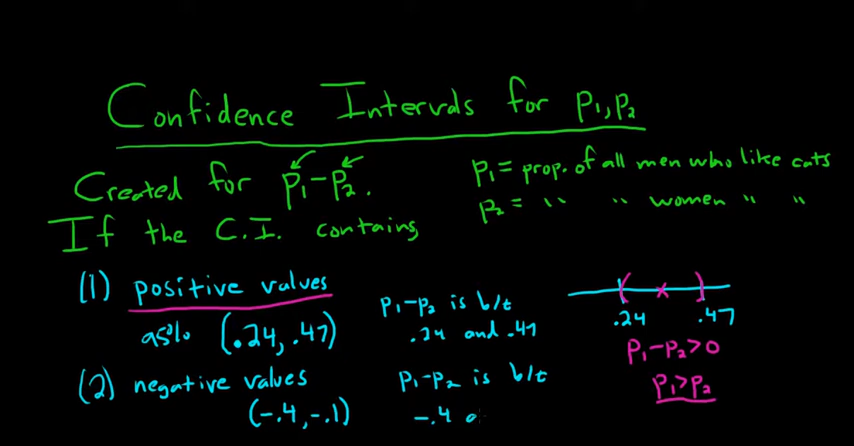 Confidence Intervals for p₁, p₂
Created for p₁-p₂.
p₁ = prop. of all men who like cats
p₂ = " " women " "
If the C.I. contains
(1) positive values
95% (.24, .47)
p₁-p₂ is b/t
.24 and .47
.24 .47
p₁-p₂>0
p₁>p₂
(2) negative values
(-.4, -.1)
p₁-p₂ is b/t
-.4 a